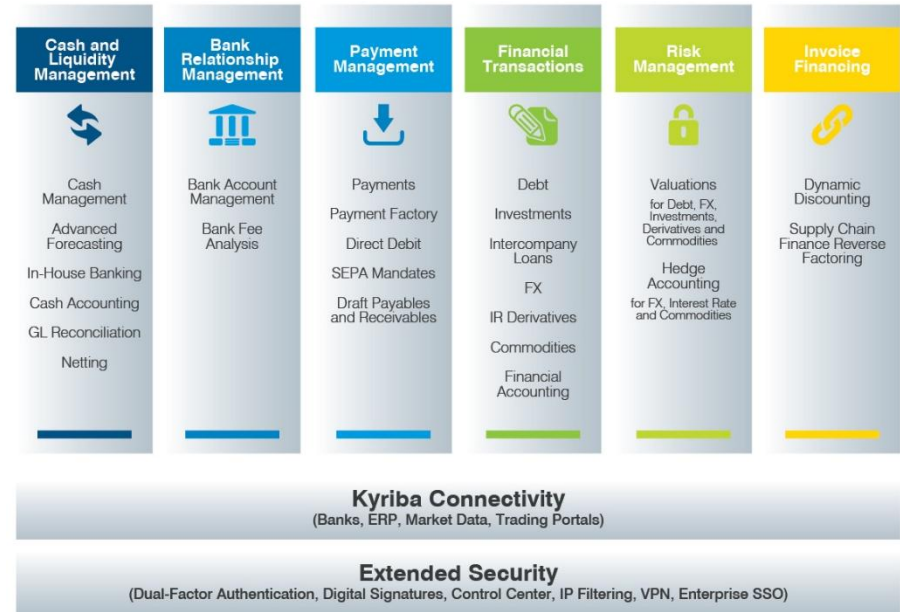 Cash and
Liquidity
Management
Cash
Management
Advanced
Forecasting
In-House Banking
Cash Accounting
GL Reconciliation
Netting
Bank
Relationship
Management
Bank Account
Management
Bank Fee
Analysis
Payment
Management
Payments
Payment Factory
Direct Debit
SEPA Mandates
Draft Payables
and Receivables
Financial
Transactions
Debt
Investments
Intercompany
Loans
FX
IR Derivatives
Commodities
Financial
Accounting
Risk
Management
Valuations
for Debt, FX,
Investments,
Derivatives and
Commodities
Hedge
Accounting
for FX, Interest Rate
and Commodities
Invoice
Financing
Dynamic
Discounting
Supply Chain
Finance Reverse
Factoring
Kyriba Connectivity
(Banks, ERP, Market Data, Trading Portals)
Extended Security
(Dual-Factor Authentication, Digital Signatures, Control Center, IP Filtering, VPN, Enterprise SSO)